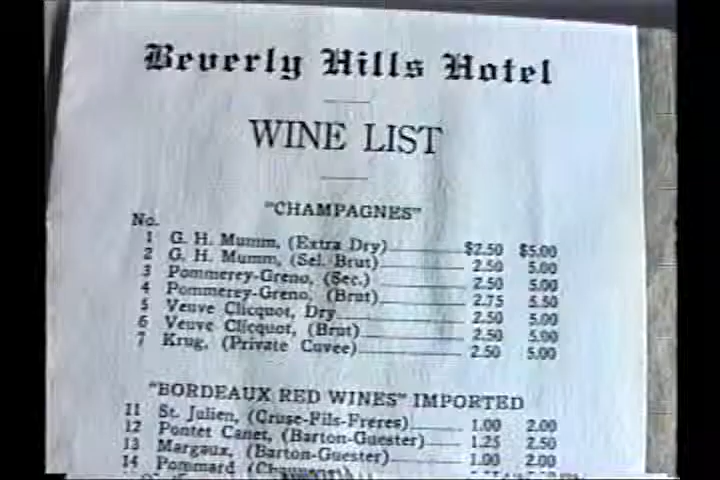 Beverly Hills Hotel
WINE LIST
"CHAMPAGNES"
No.
1 G. H. Mumm, (Extra Dry) $2.50 $5.00
2 G. H. Mumm, (Sel. Brut) 2.50 5.00
3 Pommerey-Greno, (Sec.) 2.50 5.00
4 Pommerey-Greno, (Brut) 2.75 5.50
5 Veuve Clicquot, Dry 2.50 5.00
6 Veuve Clicquot, (Brut) 2.50 5.00
7 Krug, (Private Cuvee) 2.50 5.00
"BORDEAUX RED WINES" IMPORTED
11 St. Julien, (Cruse-Fils-Freres) 1.00 2.00
12 Pontet Canet, (Barton-Guester) 1.25 2.50
13 Margaux, (Barton-Guester) 1.00 2.00
14 Pommard